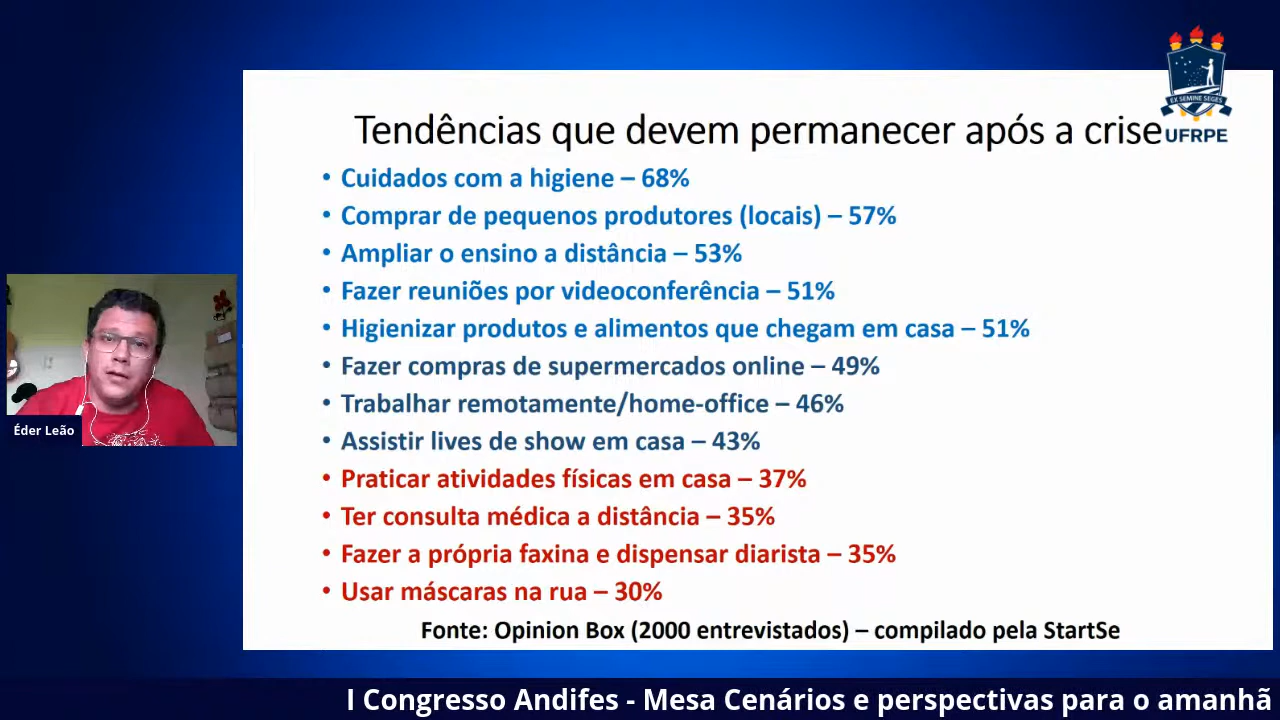 EX SEMINE SEGES
UFRPE
Tendências que devem permanecer após a crise
• Cuidados com a higiene – 68%
• Comprar de pequenos produtores (locais) – 57%
• Ampliar o ensino a distância – 53%
• Fazer reuniões por videoconferência – 51%
• Higienizar produtos e alimentos que chegam em casa – 51%
• Fazer compras de supermercados online – 49%
• Trabalhar remotamente/home-office – 46%
• Assistir lives de show em casa – 43%
• Praticar atividades físicas em casa – 37%
• Ter consulta médica a distância – 35%
• Fazer a própria faxina e dispensar diarista – 35%
• Usar máscaras na rua – 30%
Fonte: Opinion Box (2000 entrevistados) – compilado pela StartSe
Éder Leão
I Congresso Andifes - Mesa Cenários e perspectivas para o amanhã